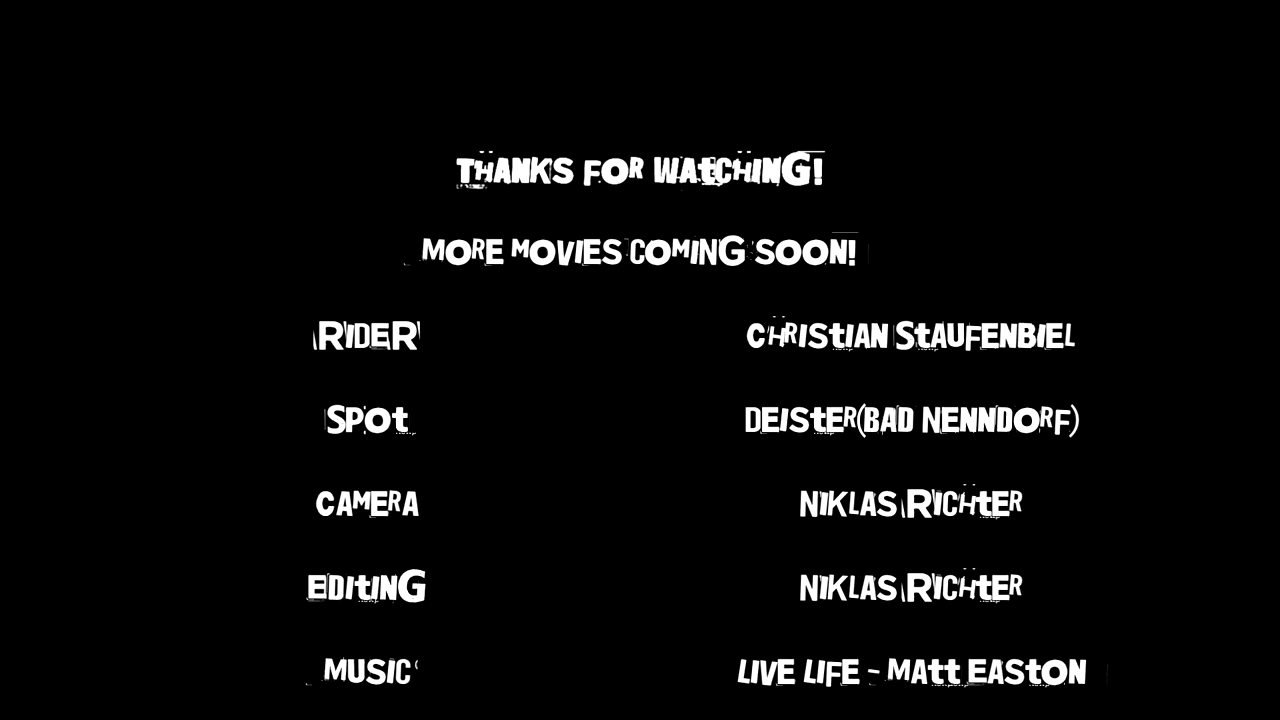 THANKS FOR WATCHING!
MORE MOVIES COMING SOON!
RIDER CHRISTIAN STAUFENBIEL
SPOT DEISTER(BAD NENNDORF)
CAMERA NIKLAS RICHTER
EDITING NIKLAS RICHTER
MUSIC LIVE LIFE - MATT EASTON